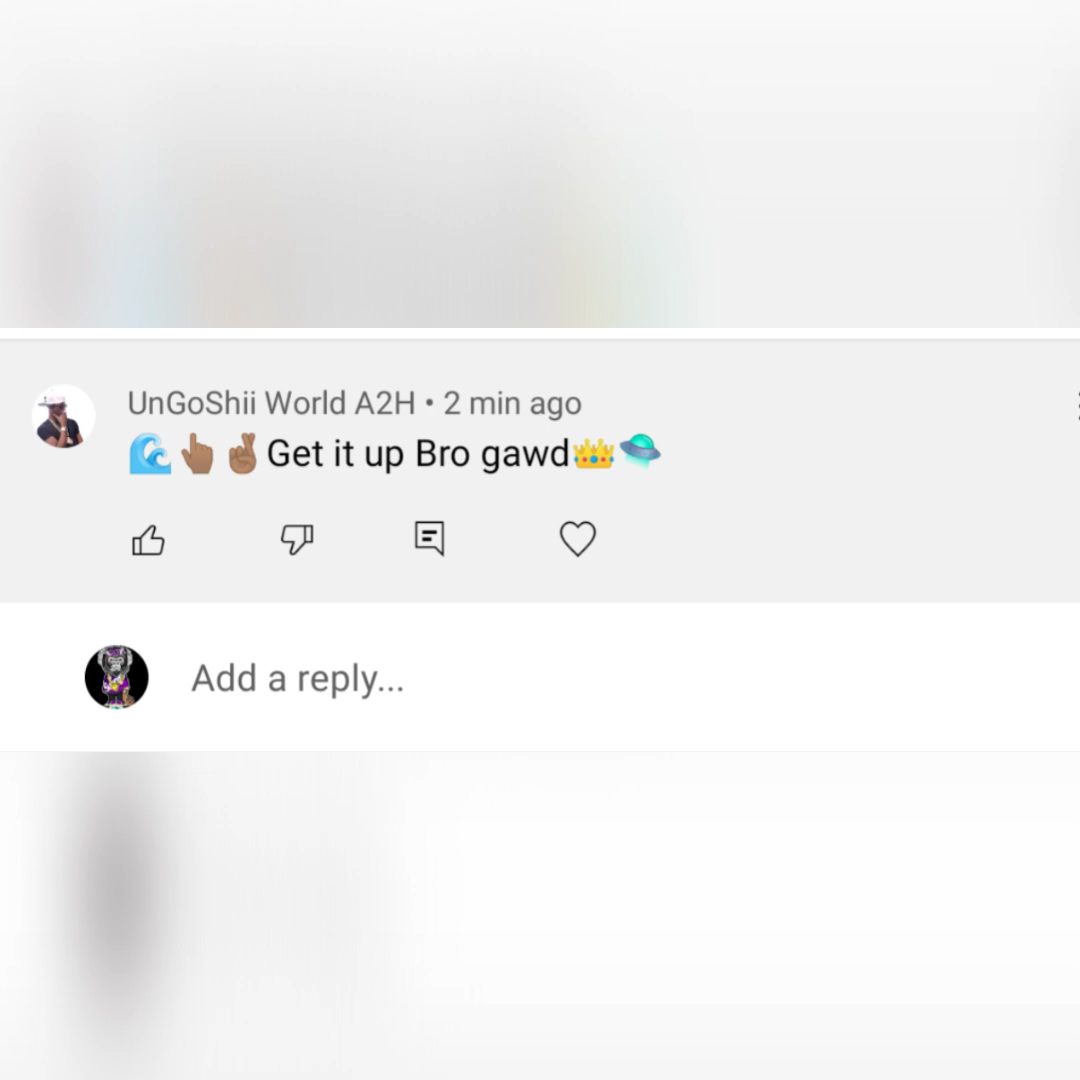 UnGoShii World A2H • 2 min ago
🌊👆🏾🤞🏾Get it up Bro gawd👑🛸
Add a reply...